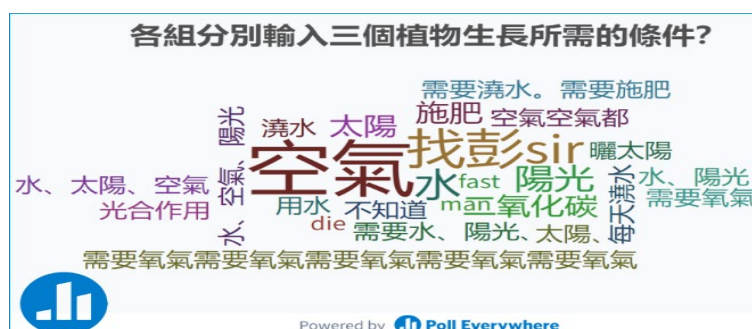 各組分別輸入三個植物生長所需的條件?
需要澆水。需要施肥
施肥 空氣空氣都
澆水 太陽
找彭sir
曬太陽
水、空氣、陽光
空氣
水、太陽、空氣
水
fast
陽光
每天澆水
水、陽光
需要氧氣
光合作用
用水
不知道
man
二氧化碳
die
需要水、陽光、
太陽、
需要氧氣需要氧氣需要氧氣需要氧氣需要氧氣
Powered by Poll Everywhere